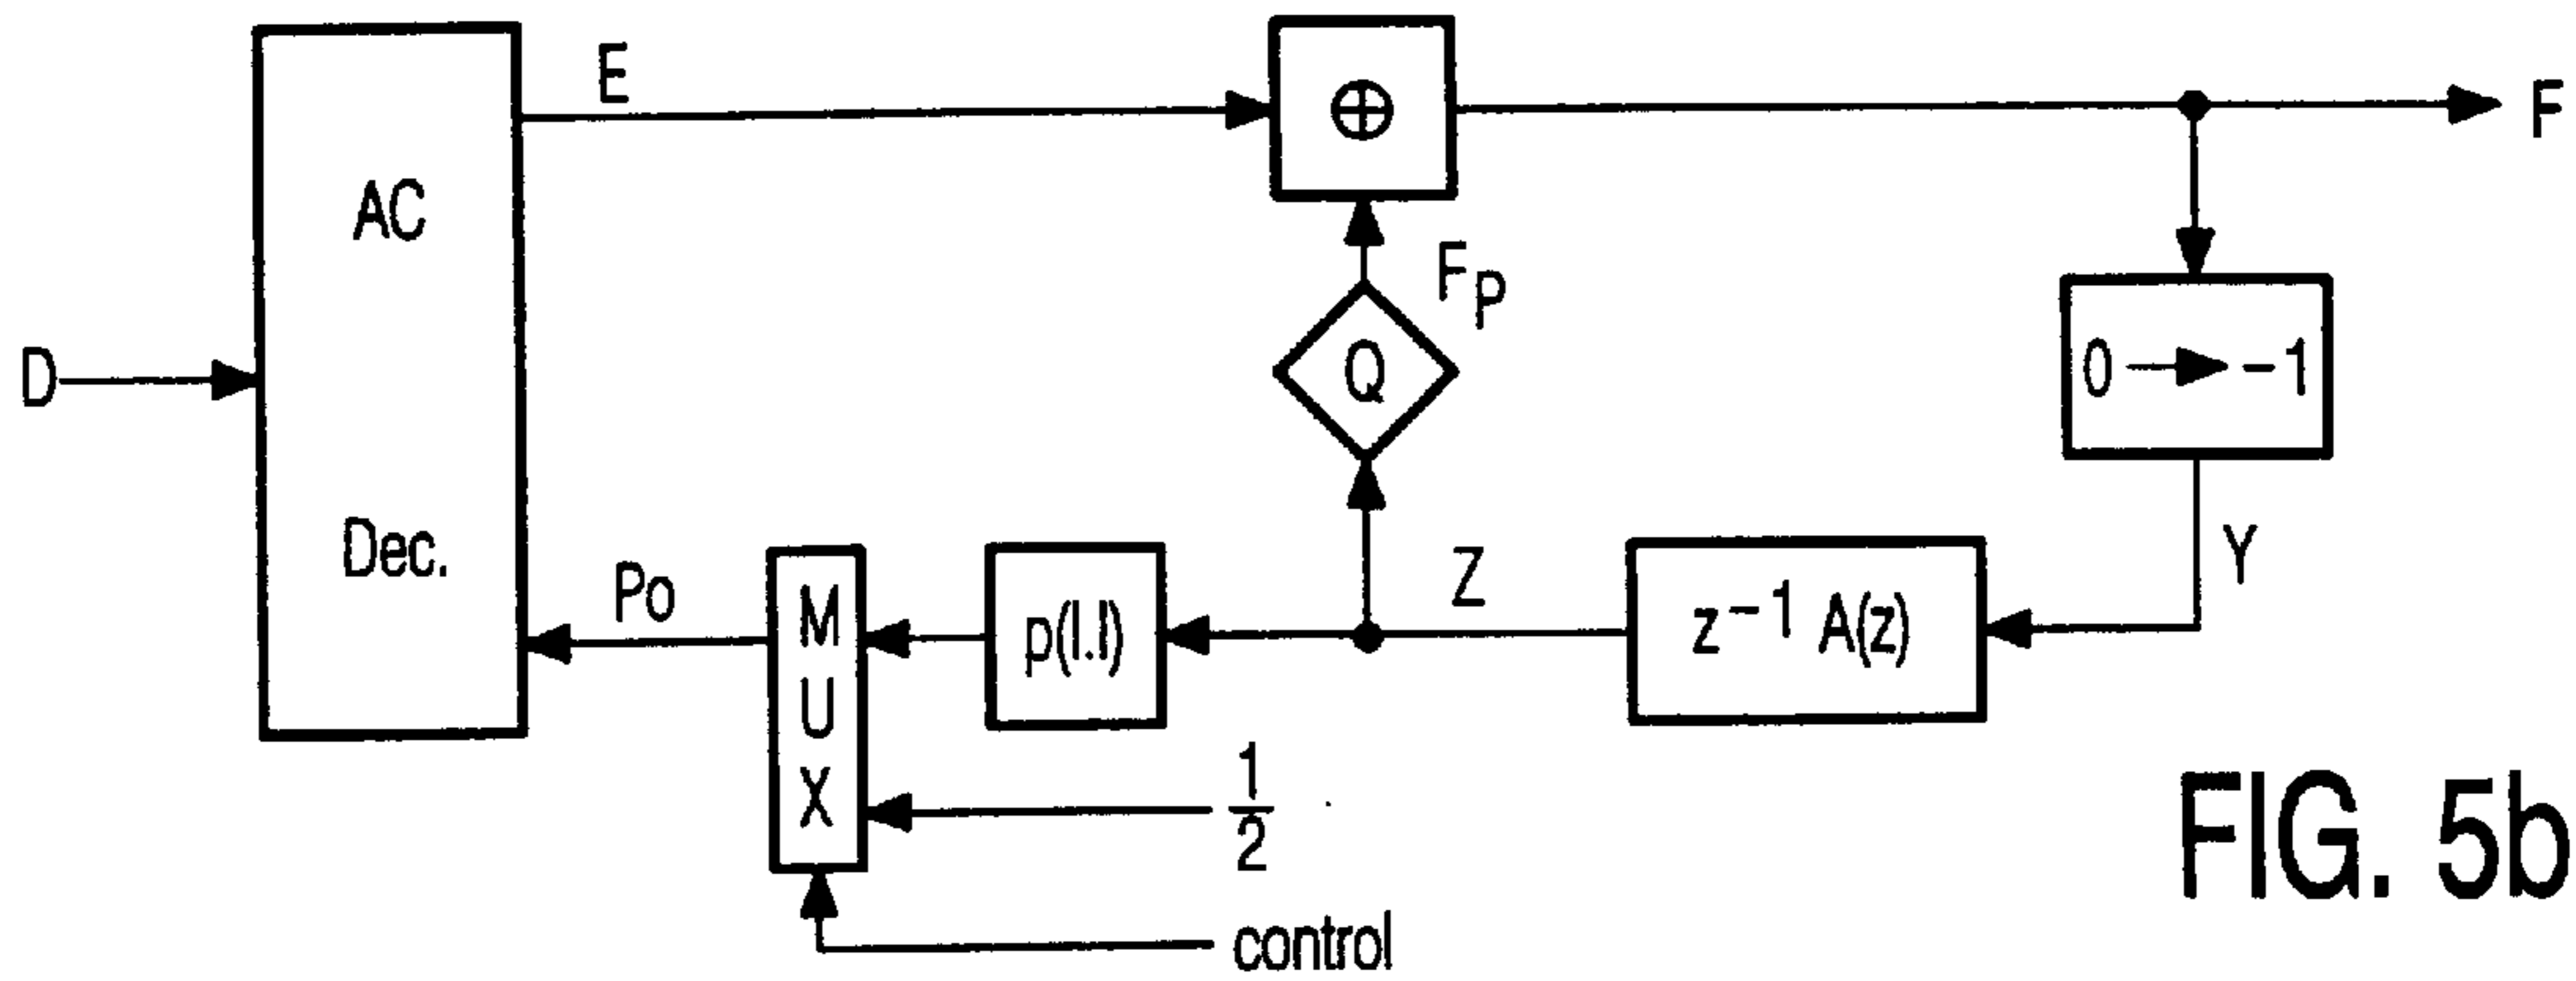 E
⊕
F
AC
F_P
D
Q
0 → −1
Dec.
Po
M
U
X
p(|.|)
Z
z⁻¹ A(z)
Y
1/2
control
FIG. 5b